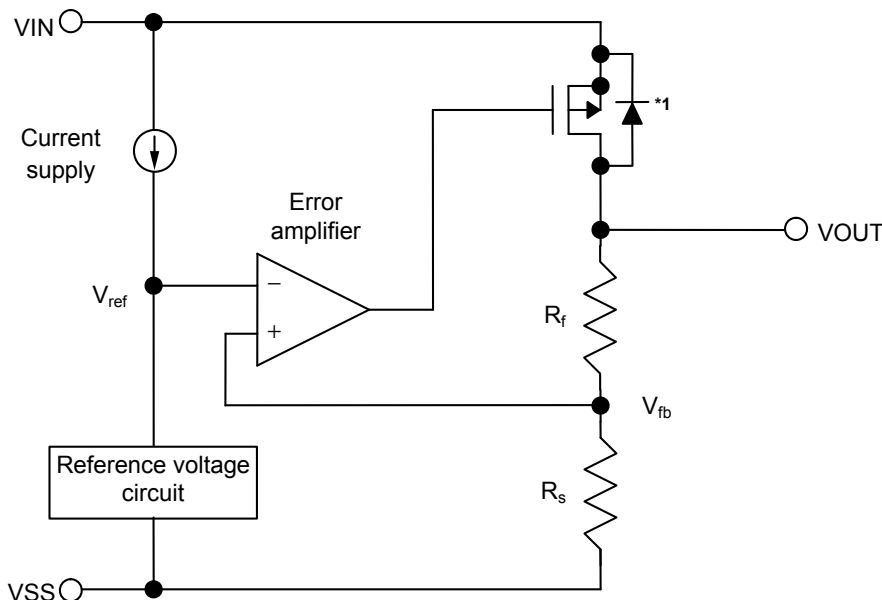 VIN
*1
Current
supply
Error
amplifier
VOUT
Vref
−
+
Rf
Vfb
Reference voltage
circuit
Rs
VSS